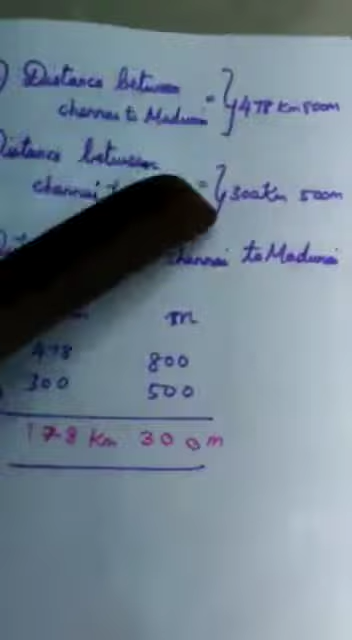 ) Distance between
chennai to Madurai = } 478 Km 800m
Distance between
chennai = } 300Km 500m
chennai to Madurai
m
478 800
300 500
178 Km 300m